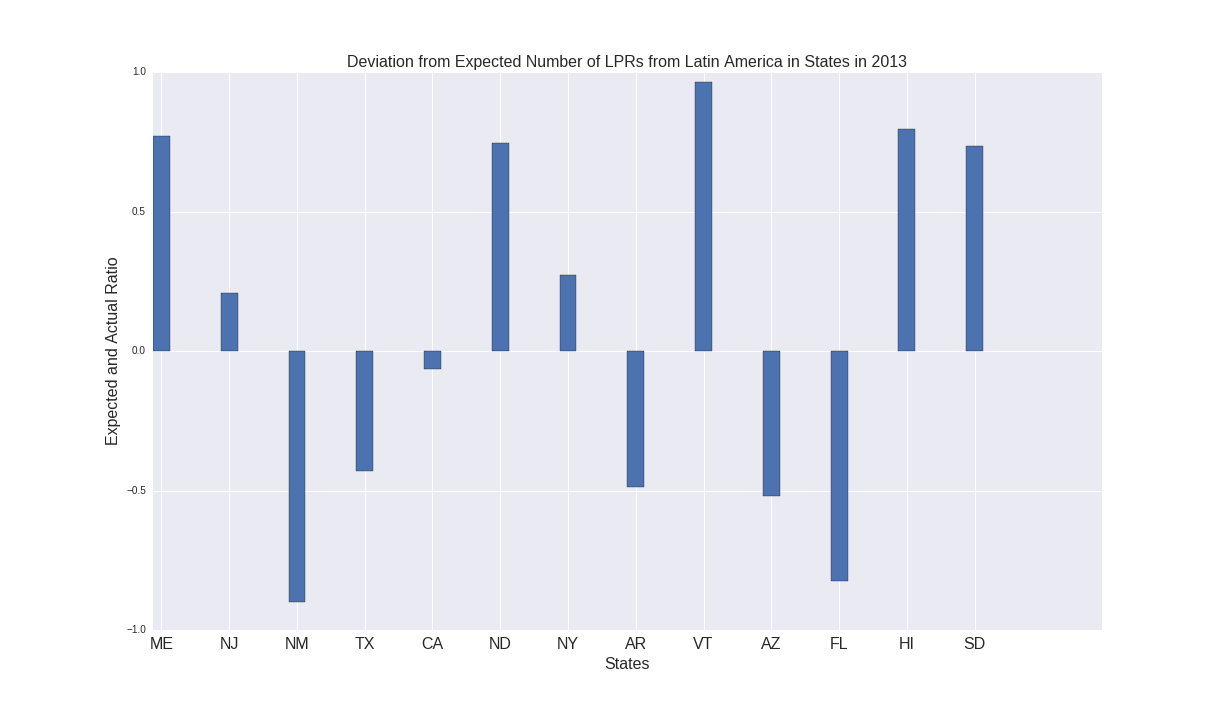 Deviation from Expected Number of LPRs from Latin America in States in 2013
1.0
0.5
0.0
−0.5
−1.0
Expected and Actual Ratio
ME NJ NM TX CA ND NY AR VT AZ FL HI SD
States